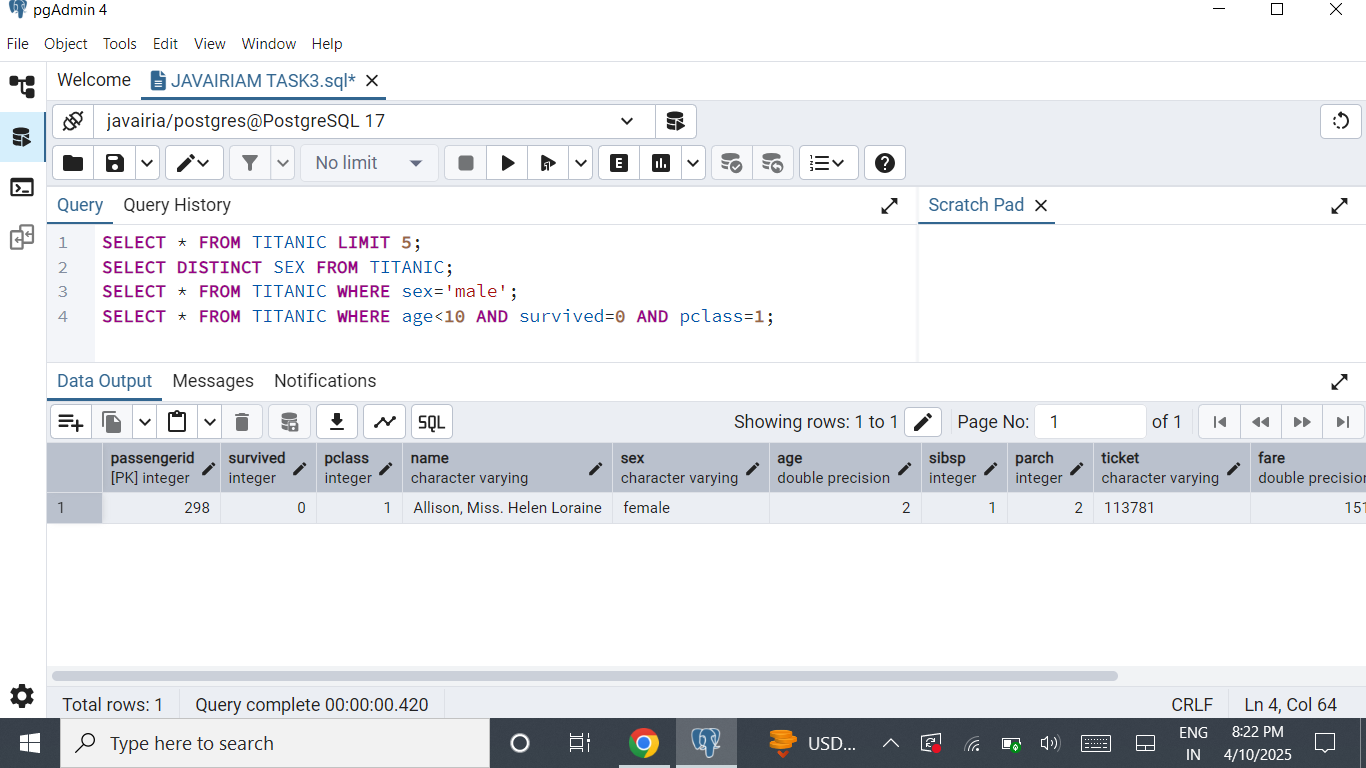 pgAdmin 4
File Object Tools Edit View Window Help
Welcome JAVAIRIAM TASK3.sql*
javairia/postgres@PostgreSQL 17
No limit
E
Query Query History
Scratch Pad
1 SELECT * FROM TITANIC LIMIT 5;
2 SELECT DISTINCT SEX FROM TITANIC;
3 SELECT * FROM TITANIC WHERE sex='male';
4 SELECT * FROM TITANIC WHERE age<10 AND survived=0 AND pclass=1;
Data Output Messages Notifications
SQL Showing rows: 1 to 1 Page No: 1 of 1
passengerid survived pclass name sex age sibsp parch ticket fare
[PK] integer integer integer character varying character varying double precision integer integer character varying double precision
1 298 0 1 Allison, Miss. Helen Loraine female 2 1 2 113781 151
Total rows: 1 Query complete 00:00:00.420 CRLF Ln 4, Col 64
Type here to search USD... ENG 8:22 PM
IN 4/10/2025